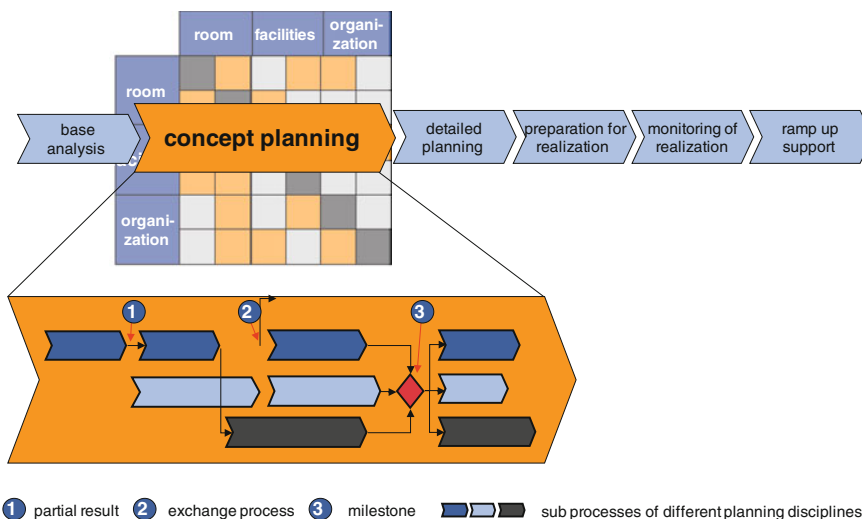 room
facilities
organi-
zation
room
base
analysis
concept planning
detailed
planning
preparation for
realization
monitoring of
realization
ramp up
support
organi-
zation
1
2
3
1 partial result
2 exchange process
3 milestone
sub processes of different planning disciplines